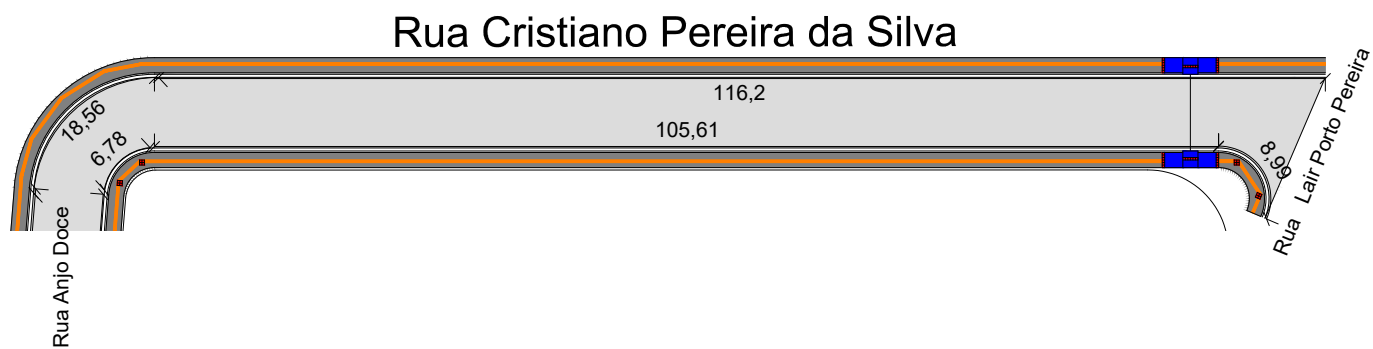 Rua Cristiano Pereira da Silva
116,2
105,61
18,56
6,78
8,99
Rua Lair Porto Pereira
Rua Anjo Doce